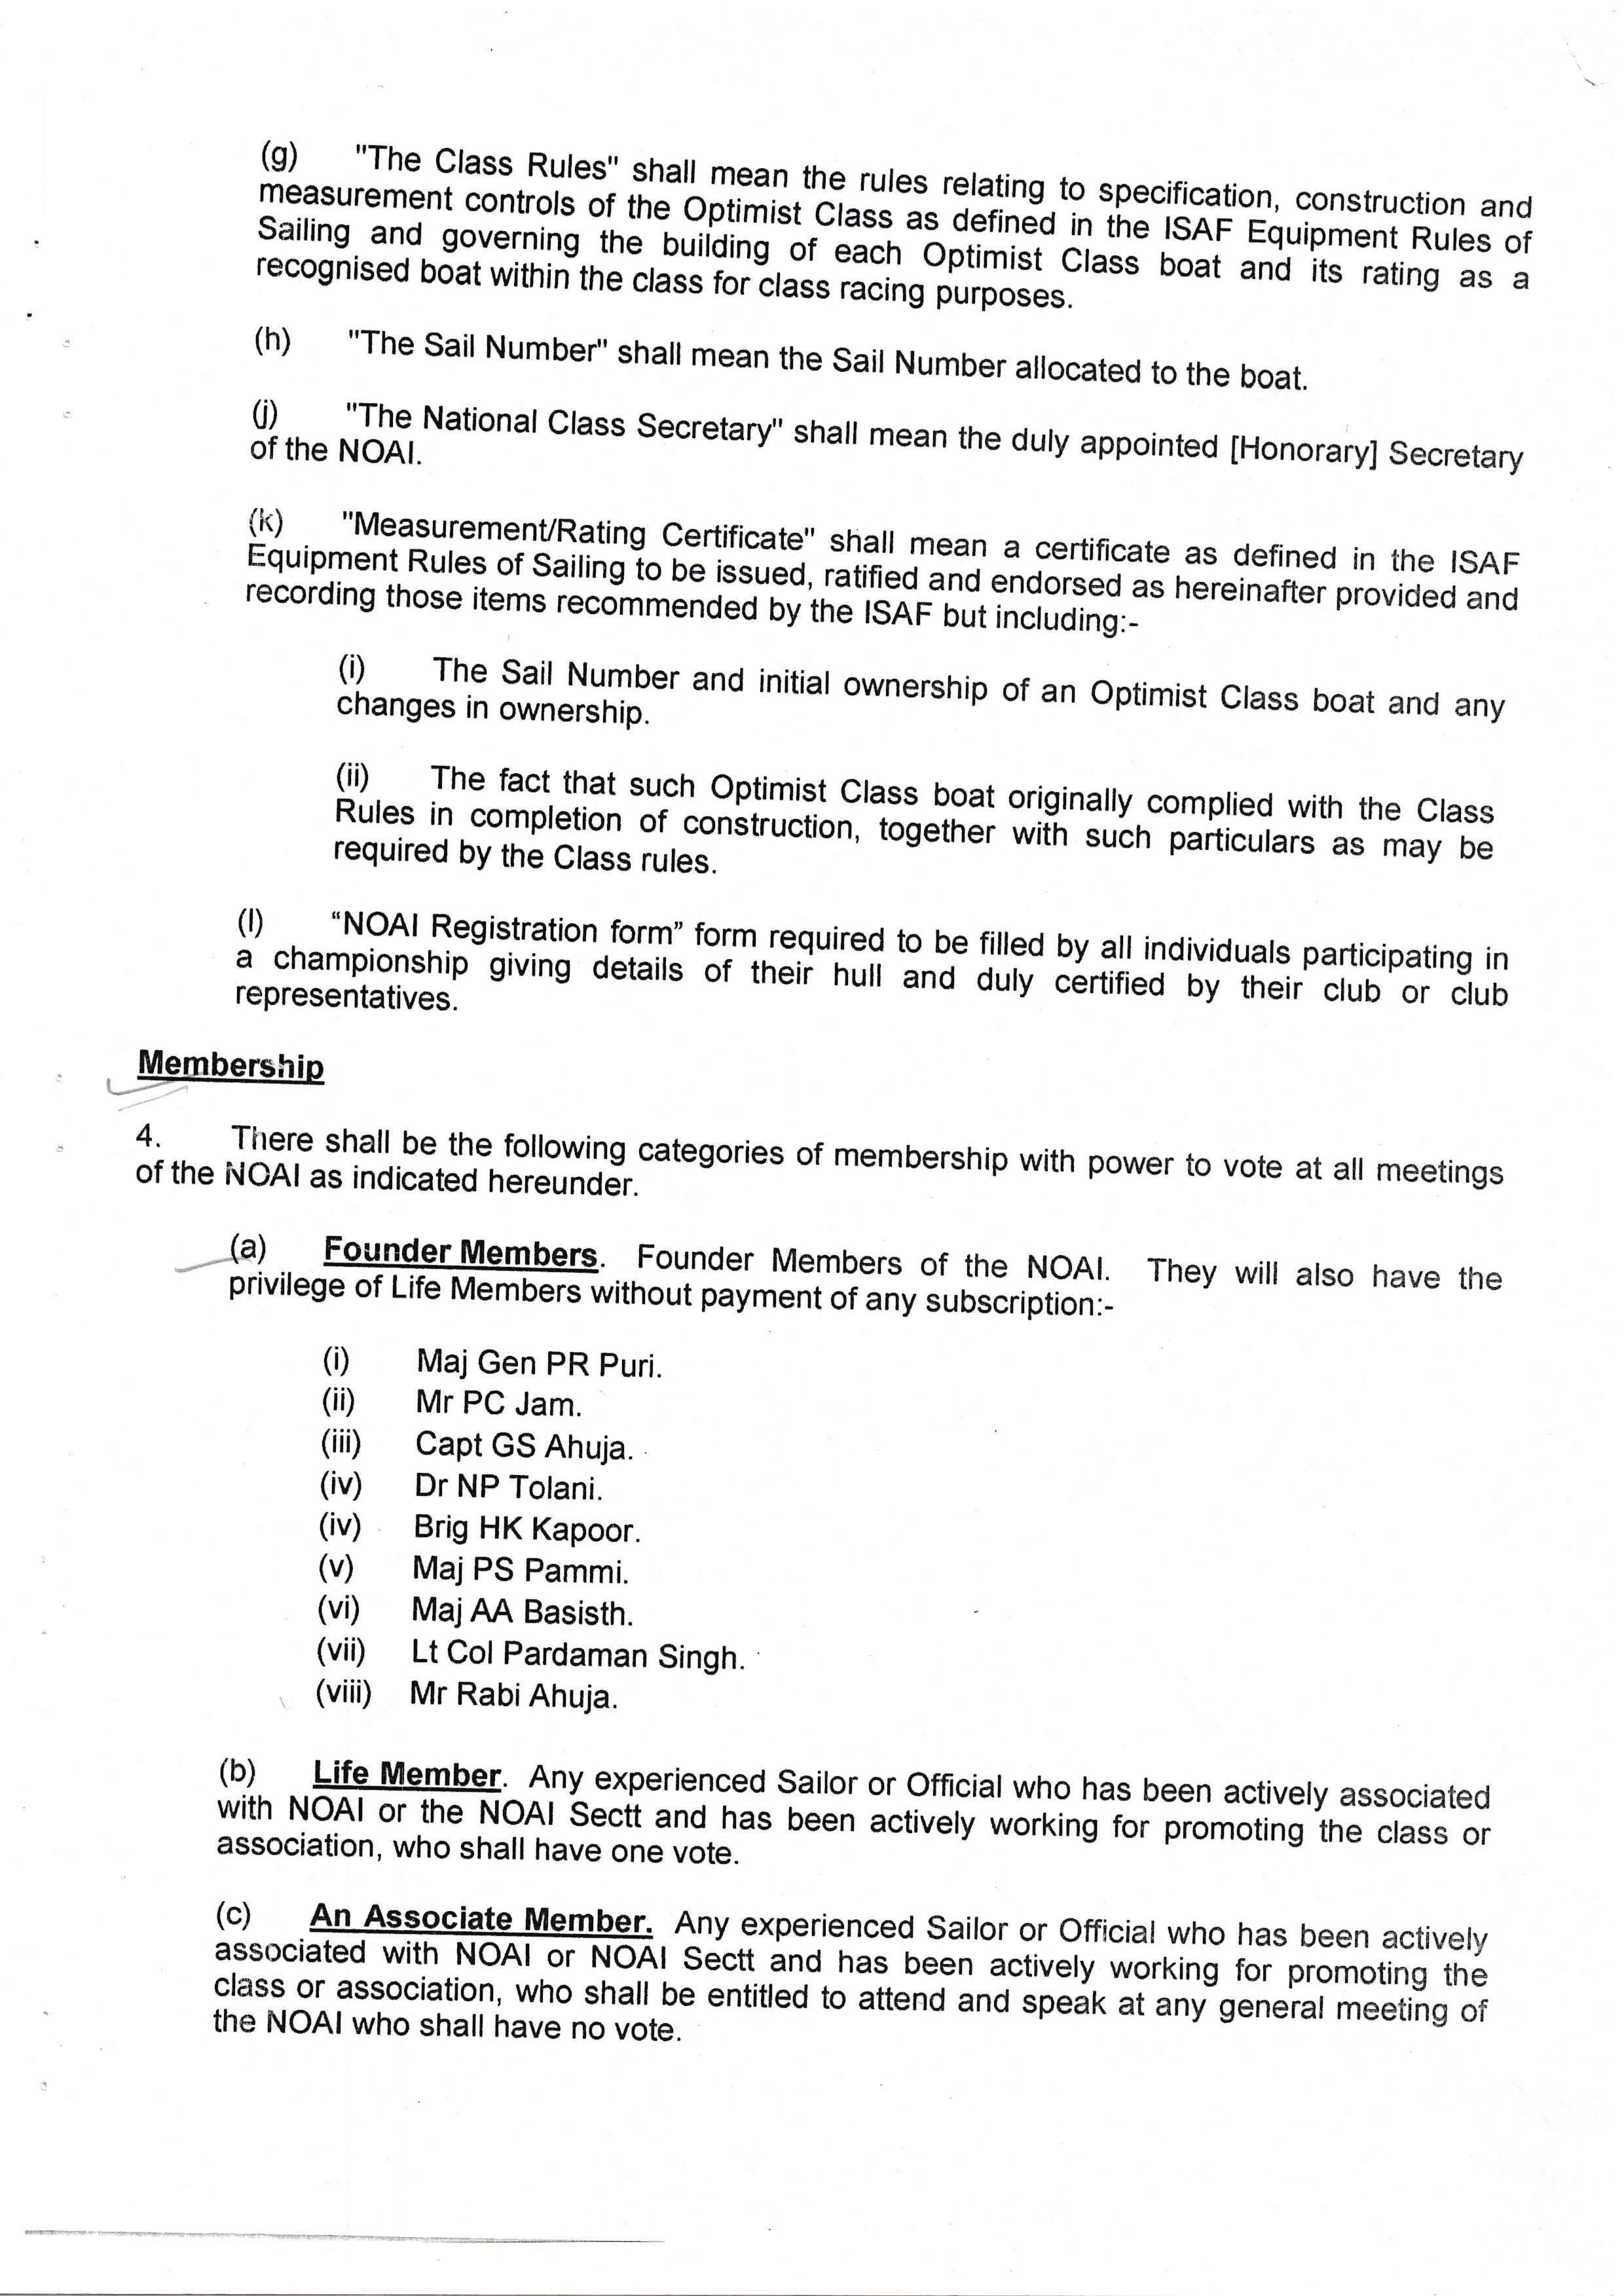 (g) "The Class Rules" shall mean the rules relating to specification, construction and
measurement controls of the Optimist Class as defined in the ISAF Equipment Rules of
Sailing and governing the building of each Optimist Class boat and its rating as a
recognised boat within the class for class racing purposes.
(h) "The Sail Number" shall mean the Sail Number allocated to the boat.
(j) "The National Class Secretary" shall mean the duly appointed [Honorary] Secretary
of the NOAI.
(k) "Measurement/Rating Certificate" shall mean a certificate as defined in the ISAF
Equipment Rules of Sailing to be issued, ratified and endorsed as hereinafter provided and
recording those items recommended by the ISAF but including:-
(i) The Sail Number and initial ownership of an Optimist Class boat and any
changes in ownership.
(ii) The fact that such Optimist Class boat originally complied with the Class
Rules in completion of construction, together with such particulars as may be
required by the Class rules.
(l) “NOAI Registration form” form required to be filled by all individuals participating in
a championship giving details of their hull and duly certified by their club or club
representatives.
Membership
4. There shall be the following categories of membership with power to vote at all meetings
of the NOAI as indicated hereunder.
(a) Founder Members. Founder Members of the NOAI. They will also have the
privilege of Life Members without payment of any subscription:-
(i) Maj Gen PR Puri.
(ii) Mr PC Jam.
(iii) Capt GS Ahuja.
(iv) Dr NP Tolani.
(iv) Brig HK Kapoor.
(v) Maj PS Pammi.
(vi) Maj AA Basisth.
(vii) Lt Col Pardaman Singh.
(viii) Mr Rabi Ahuja.
(b) Life Member. Any experienced Sailor or Official who has been actively associated
with NOAI or the NOAI Sectt and has been actively working for promoting the class or
association, who shall have one vote.
(c) An Associate Member. Any experienced Sailor or Official who has been actively
associated with NOAI or NOAI Sectt and has been actively working for promoting the
class or association, who shall be entitled to attend and speak at any general meeting of
the NOAI who shall have no vote.